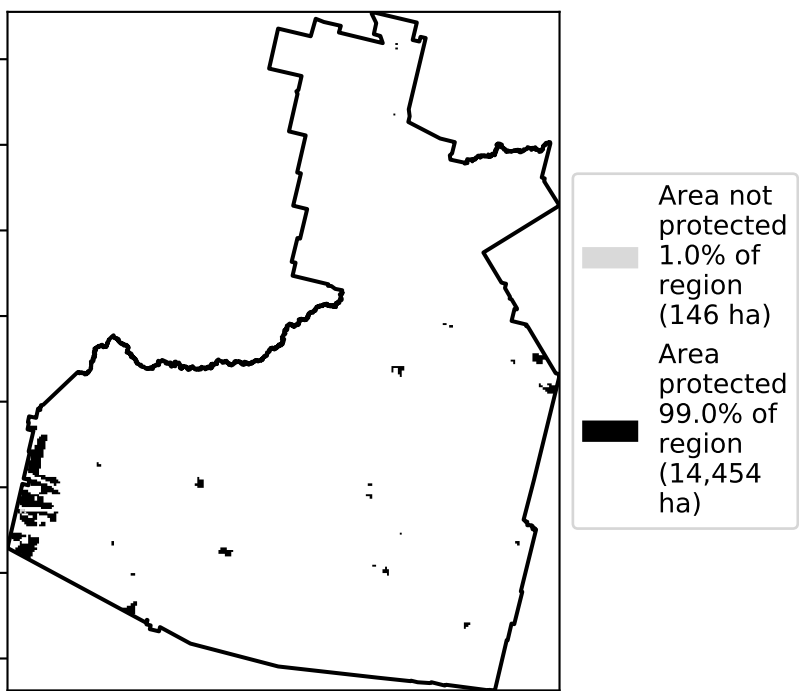 Area not
protected
1.0% of
region
(146 ha)
Area
protected
99.0% of
region
(14,454
ha)